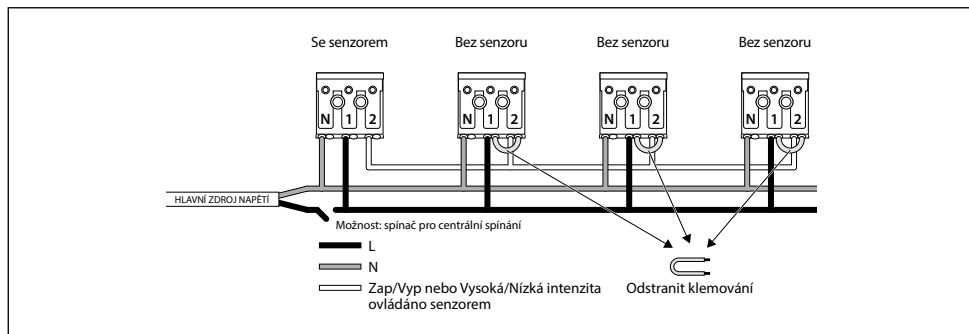 Se senzorem
Bez senzoru
Bez senzoru
Bez senzoru
N 1 2
N 1 2
N 1 2
N 1 2
HLAVNÍ ZDROJ NAPĚTÍ
Možnost: spínač pro centrální spínání
L
N
Zap/Vyp nebo Vysoká/Nízká intenzita
ovládáno senzorem
Odstranit klemování